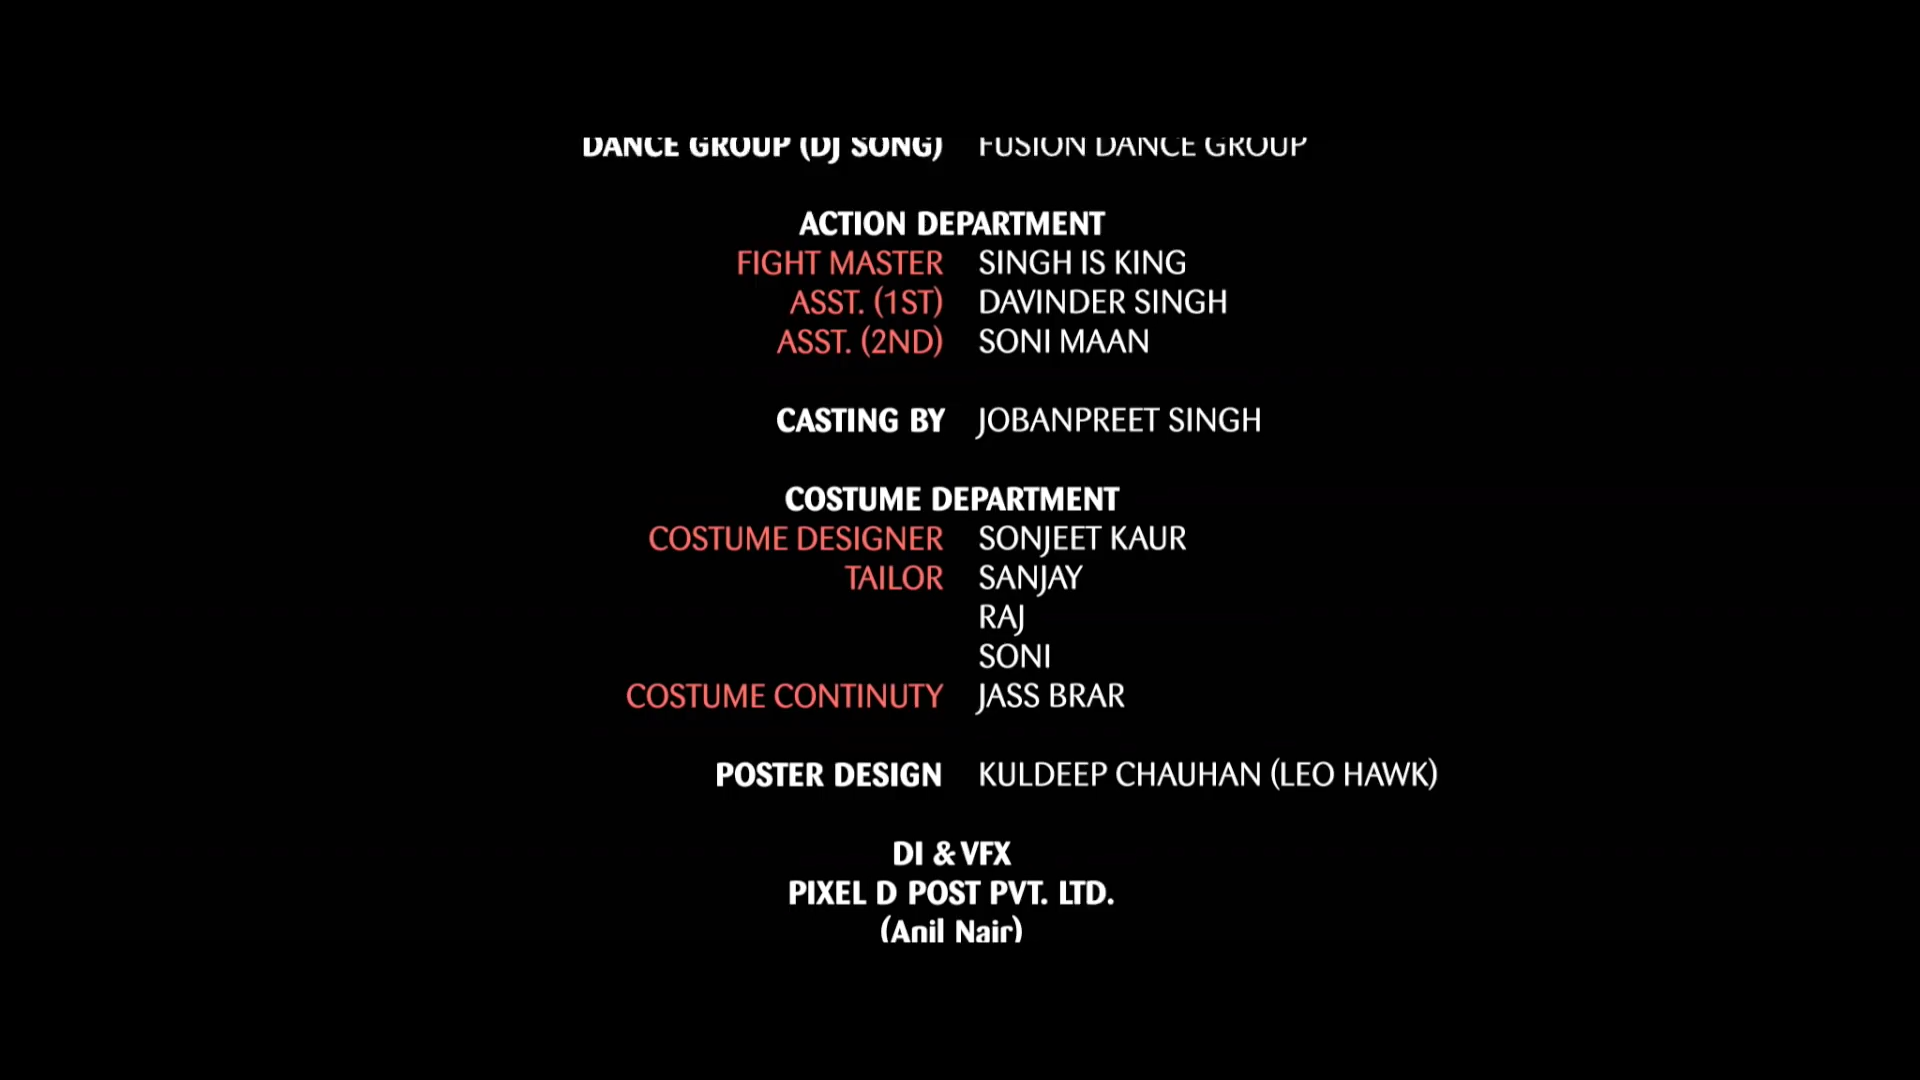 DANCE GROUP (DJ SONG) FUSION DANCE GROUP
ACTION DEPARTMENT
FIGHT MASTER SINGH IS KING
ASST. (1ST) DAVINDER SINGH
ASST. (2ND) SONI MAAN
CASTING BY JOBANPREET SINGH
COSTUME DEPARTMENT
COSTUME DESIGNER SONJEET KAUR
TAILOR SANJAY
RAJ
SONI
COSTUME CONTINUTY JASS BRAR
POSTER DESIGN KULDEEP CHAUHAN (LEO HAWK)
DI & VFX
PIXEL D POST PVT. LTD.
(Anil Nair)